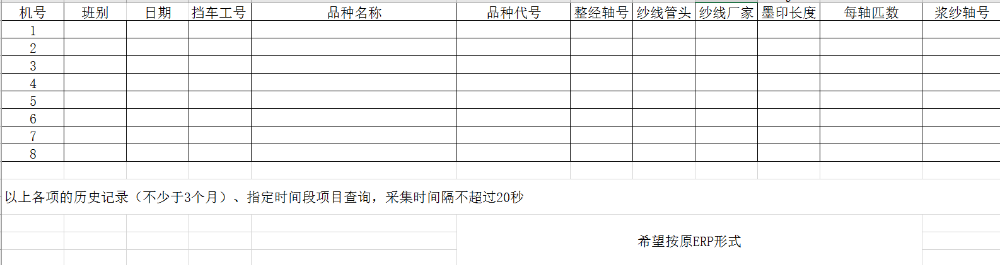 机号 班别 日期 挡车工号 品种名称 品种代号 整经轴号 纱线管头 纱线厂家 墨印长度 每轴匹数 浆纱轴号
1
2
3
4
5
6
7
8
以上各项的历史记录（不少于3个月）、指定时间段项目查询，采集时间隔不超过20秒
希望按原ERP形式